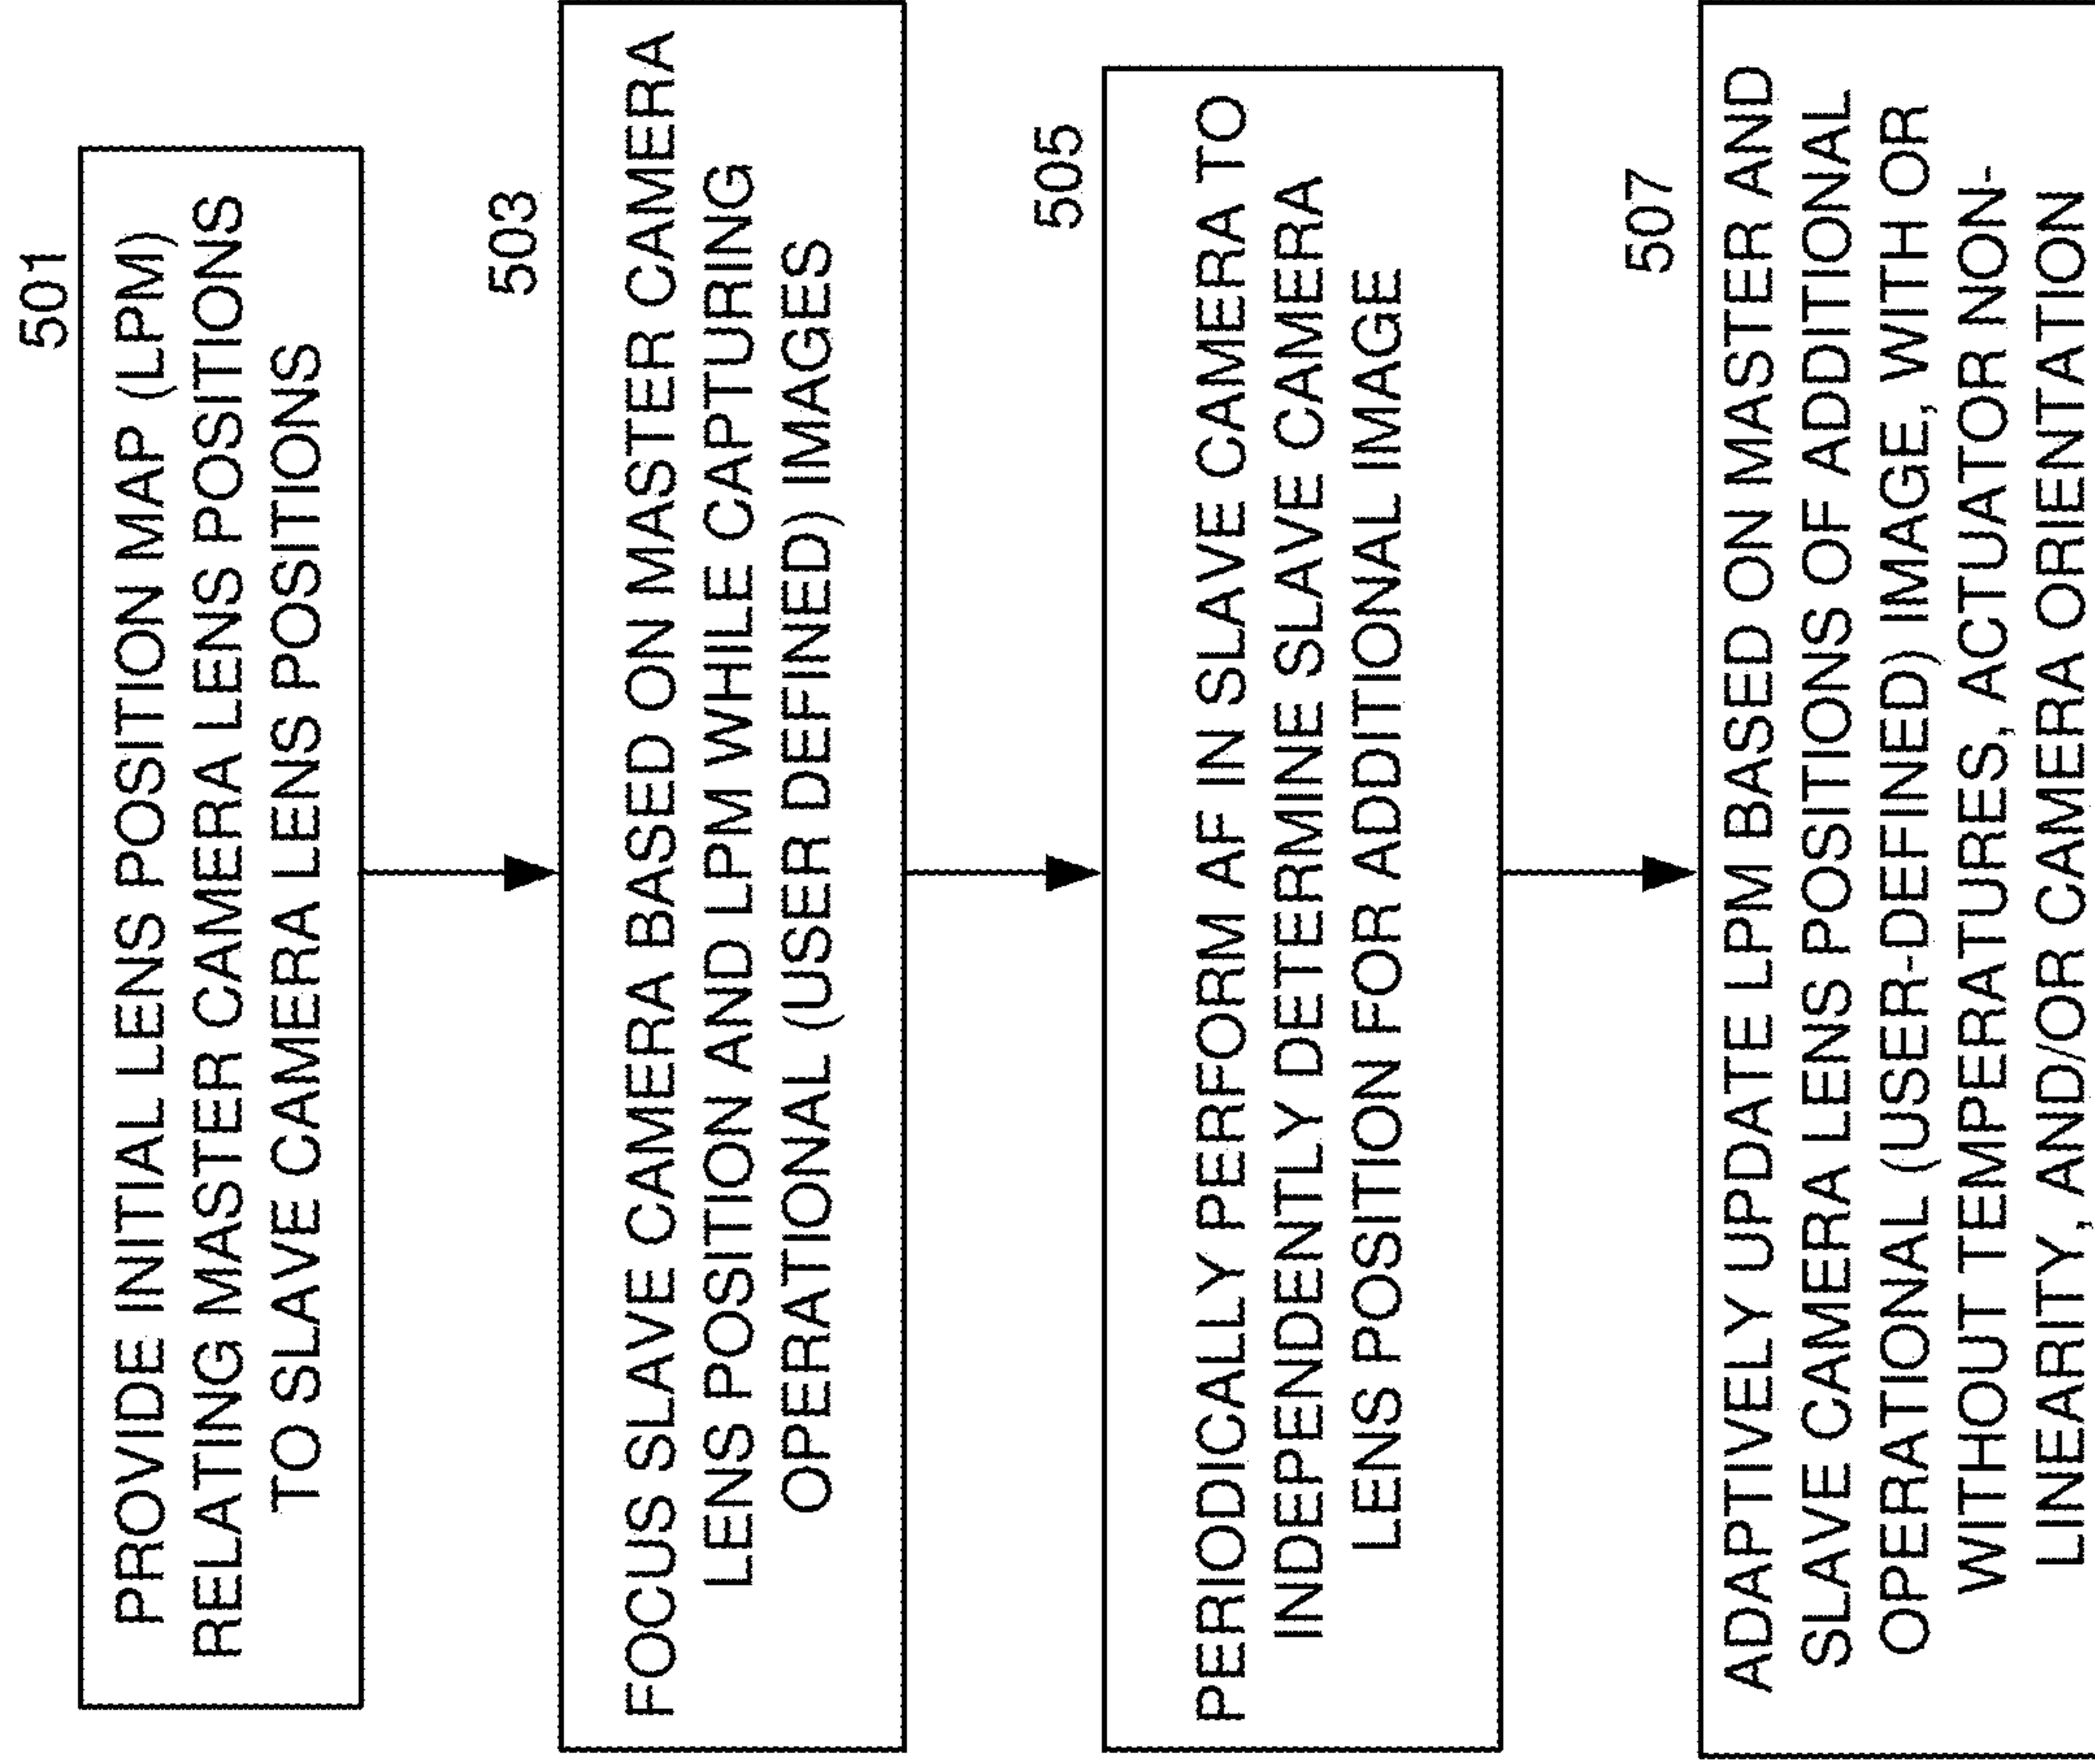 501
PROVIDE INITIAL LENS POSITION MAP (LPM)
RELATING MASTER CAMERA LENS POSITIONS
TO SLAVE CAMERA LENS POSITIONS
503
FOCUS SLAVE CAMERA BASED ON MASTER CAMERA
LENS POSITION AND LPM WHILE CAPTURING
OPERATIONAL (USER DEFINED) IMAGES
505
PERIODICALLY PERFORM AF IN SLAVE CAMERA TO
INDEPENDENTLY DETERMINE SLAVE CAMERA
LENS POSITION FOR ADDITIONAL IMAGE
507
ADAPTIVELY UPDATE LPM BASED ON MASTER AND
SLAVE CAMERA LENS POSITIONS OF ADDITIONAL
OPERATIONAL (USER-DEFINED) IMAGE, WITH OR
WITHOUT TEMPERATURES, ACTUATOR NON-
LINEARITY, AND/OR CAMERA ORIENTATION